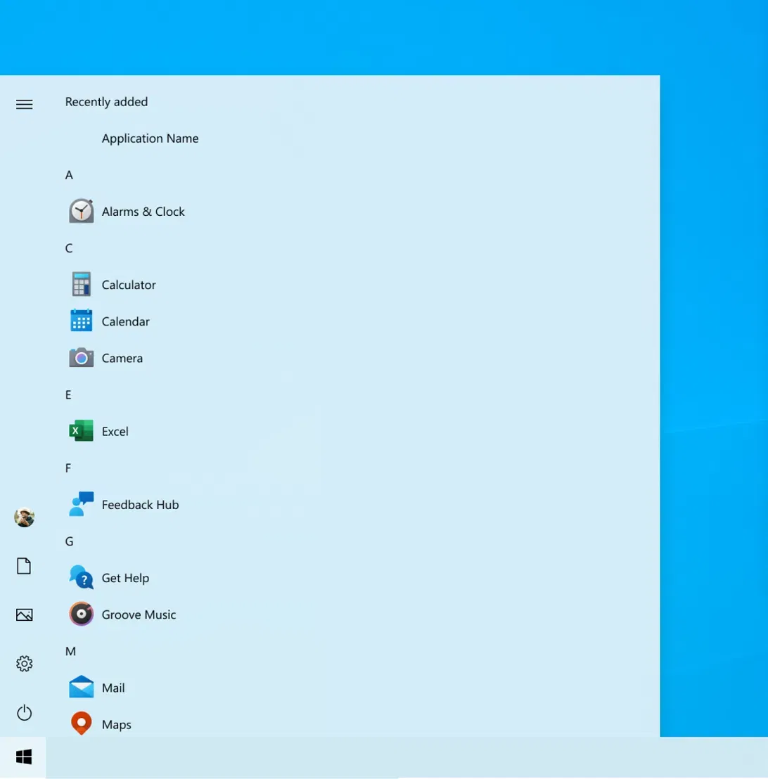 Recently added
Application Name
A
Alarms & Clock
C
Calculator
Calendar
Camera
E
Excel
F
Feedback Hub
G
Get Help
Groove Music
M
Mail
Maps